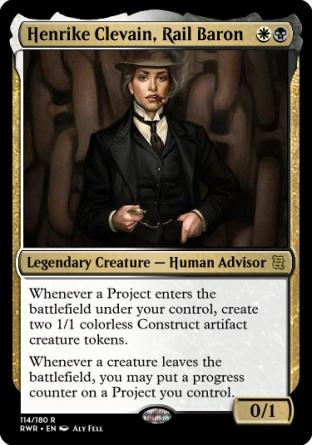 Henrike Clevain, Rail Baron
Legendary Creature — Human Advisor
Whenever a Project enters the
battlefield under your control, create
two 1/1 colorless Construct artifact
creature tokens.
Whenever a creature leaves the
battlefield, you may put a progress
counter on a Project you control.
0/1
114/180 R
RWR • EN Aly Fell